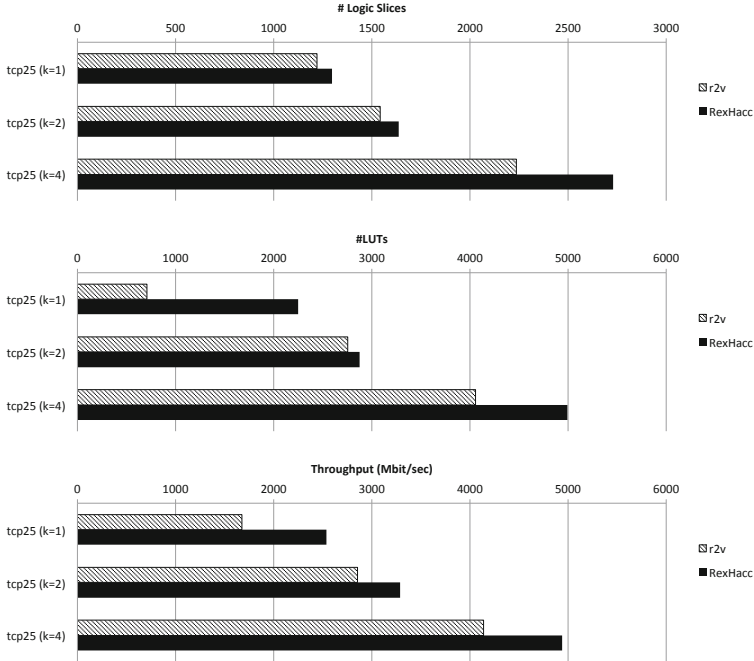 # Logic Slices
0 500 1000 1500 2000 2500 3000
tcp25 (k=1)
tcp25 (k=2)
tcp25 (k=4)
r2v
RexHacc
#LUTs
0 1000 2000 3000 4000 5000 6000
tcp25 (k=1)
tcp25 (k=2)
tcp25 (k=4)
r2v
RexHacc
Throughput (Mbit/sec)
0 1000 2000 3000 4000 5000 6000
tcp25 (k=1)
tcp25 (k=2)
tcp25 (k=4)
r2v
RexHacc